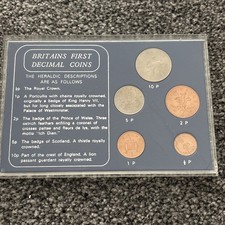 BRITAINS FIRST
DECIMAL COINS
THE HERALDIC DESCRIPTIONS
ARE AS FOLLOWS
½p The Royal Crown.
1p A Portcullis with chains royally crowned,
originally a badge of King Henry VII,
but for long closely associated with the
Palace of Westminster.
2p The badge of the Prince of Wales. Three
ostrich feathers enfiling a coronet of
crosses pattee and fleurs de lys, with the
motto "Ich Dien."
5p The badge of Scotland. A thistle royally
crowned.
10p Part of the crest of England. A lion
passant guardant royally crowned.
10 P
5 P
2 P
1 P
½ P